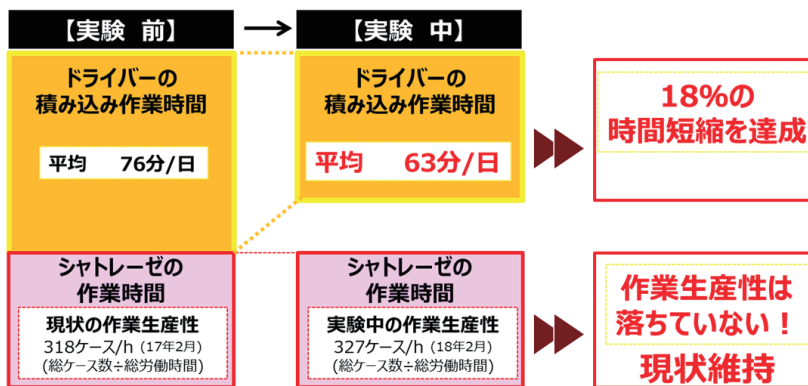 【実験 前】
【実験 中】
ドライバーの
積み込み作業時間
平均 76分/日
ドライバーの
積み込み作業時間
平均 63分/日
18%の
時間短縮を達成
シャトレーゼの
作業時間
現状の作業生産性
318ケース/h (17年2月)
(総ケース数÷総労働時間)
シャトレーゼの
作業時間
実験中の作業生産性
327ケース/h (18年2月)
(総ケース数÷総労働時間)
作業生産性は
落ちていない！
現状維持